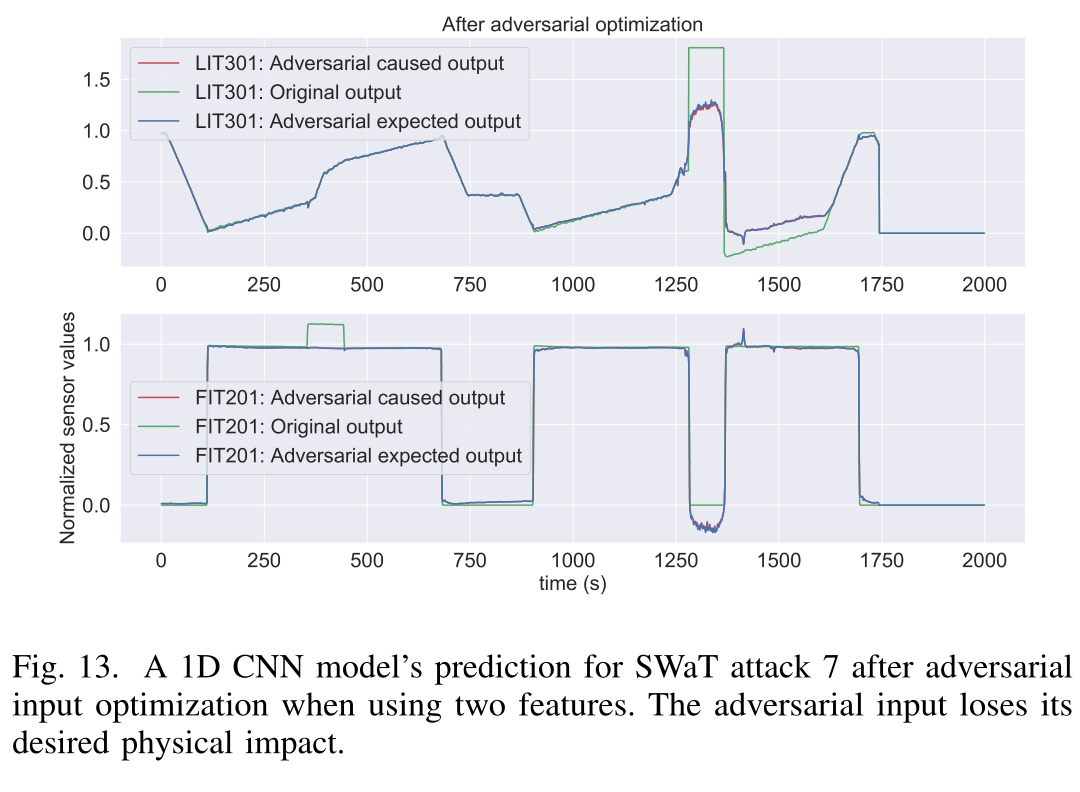 After adversarial optimization
LIT301: Adversarial caused output
LIT301: Original output
LIT301: Adversarial expected output
1.5
1.0
0.5
0.0
0 250 500 750 1000 1250 1500 1750 2000
Normalized sensor values
FIT201: Adversarial caused output
FIT201: Original output
FIT201: Adversarial expected output
1.0
0.5
0.0
0 250 500 750 1000 1250 1500 1750 2000
time (s)
Fig. 13. A 1D CNN model's prediction for SWaT attack 7 after adversarial
input optimization when using two features. The adversarial input loses its
desired physical impact.